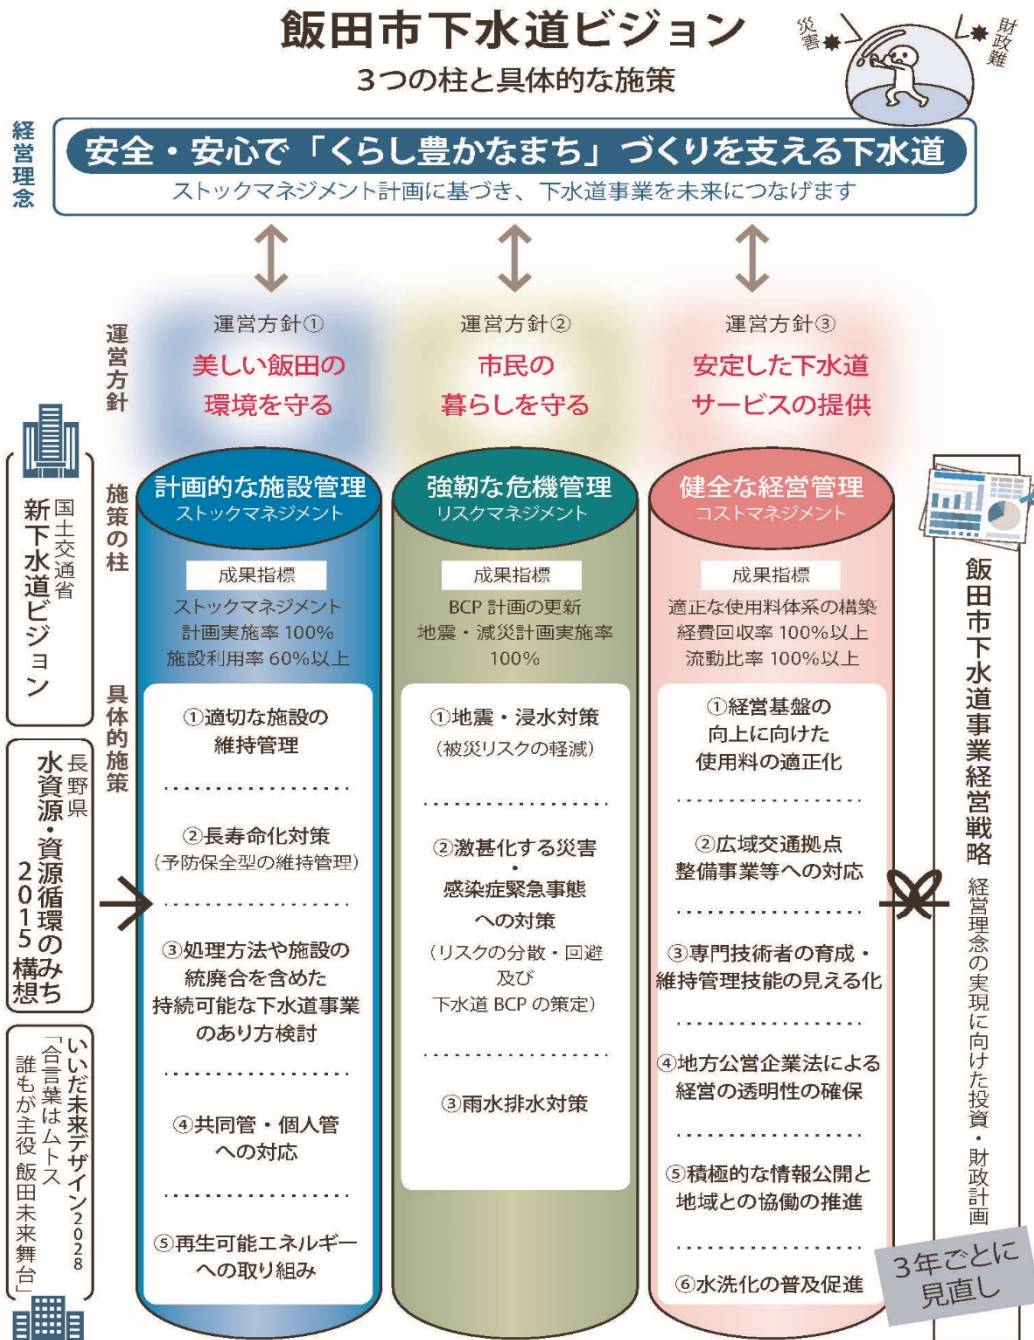 飯田市下水道ビジョン
3つの柱と具体的な施策
災害
財政難
経営理念
安全・安心で「くらし豊かなまち」づくりを支える下水道
ストックマネジメント計画に基づき、下水道事業を未来につなげます
運営方針
運営方針①
美しい飯田の
環境を守る
運営方針②
市民の
暮らしを守る
運営方針③
安定した下水道
サービスの提供
国土交通省
新下水道ビジョン
長野県
水資源・資源循環のみち
2015構想
いいだ未来デザイン2028
「合言葉はムトス
誰もが主役 飯田未来舞台」
施策の柱
具体的施策
計画的な施設管理
ストックマネジメント
成果指標
ストックマネジメント
計画実施率 100%
施設利用率 60%以上
①適切な施設の
維持管理
②長寿命化対策
(予防保全型の維持管理)
③処理方法や施設の
統廃合を含めた
持続可能な下水道事業
のあり方検討
④共同管・個人管
への対応
⑤再生可能エネルギー
への取り組み
強靭な危機管理
リスクマネジメント
成果指標
BCP 計画の更新
地震・減災計画実施率
100%
①地震・浸水対策
(被災リスクの軽減)
②激甚化する災害
・
感染症緊急事態
への対策
(リスクの分散・回避
及び
下水道 BCP の策定)
③雨水排水対策
健全な経営管理
コストマネジメント
成果指標
適正な使用料体系の構築
経費回収率 100%以上
流動比率 100%以上
①経営基盤の
向上に向けた
使用料の適正化
②広域交通拠点
整備事業等への対応
③専門技術者の育成・
維持管理技能の見える化
④地方公営企業法による
経営の透明性の確保
⑤積極的な情報公開と
地域との協働の推進
⑥水洗化の普及促進
飯田市下水道事業経営戦略
経営理念の実現に向けた投資・財政計画
3年ごとに
見直し